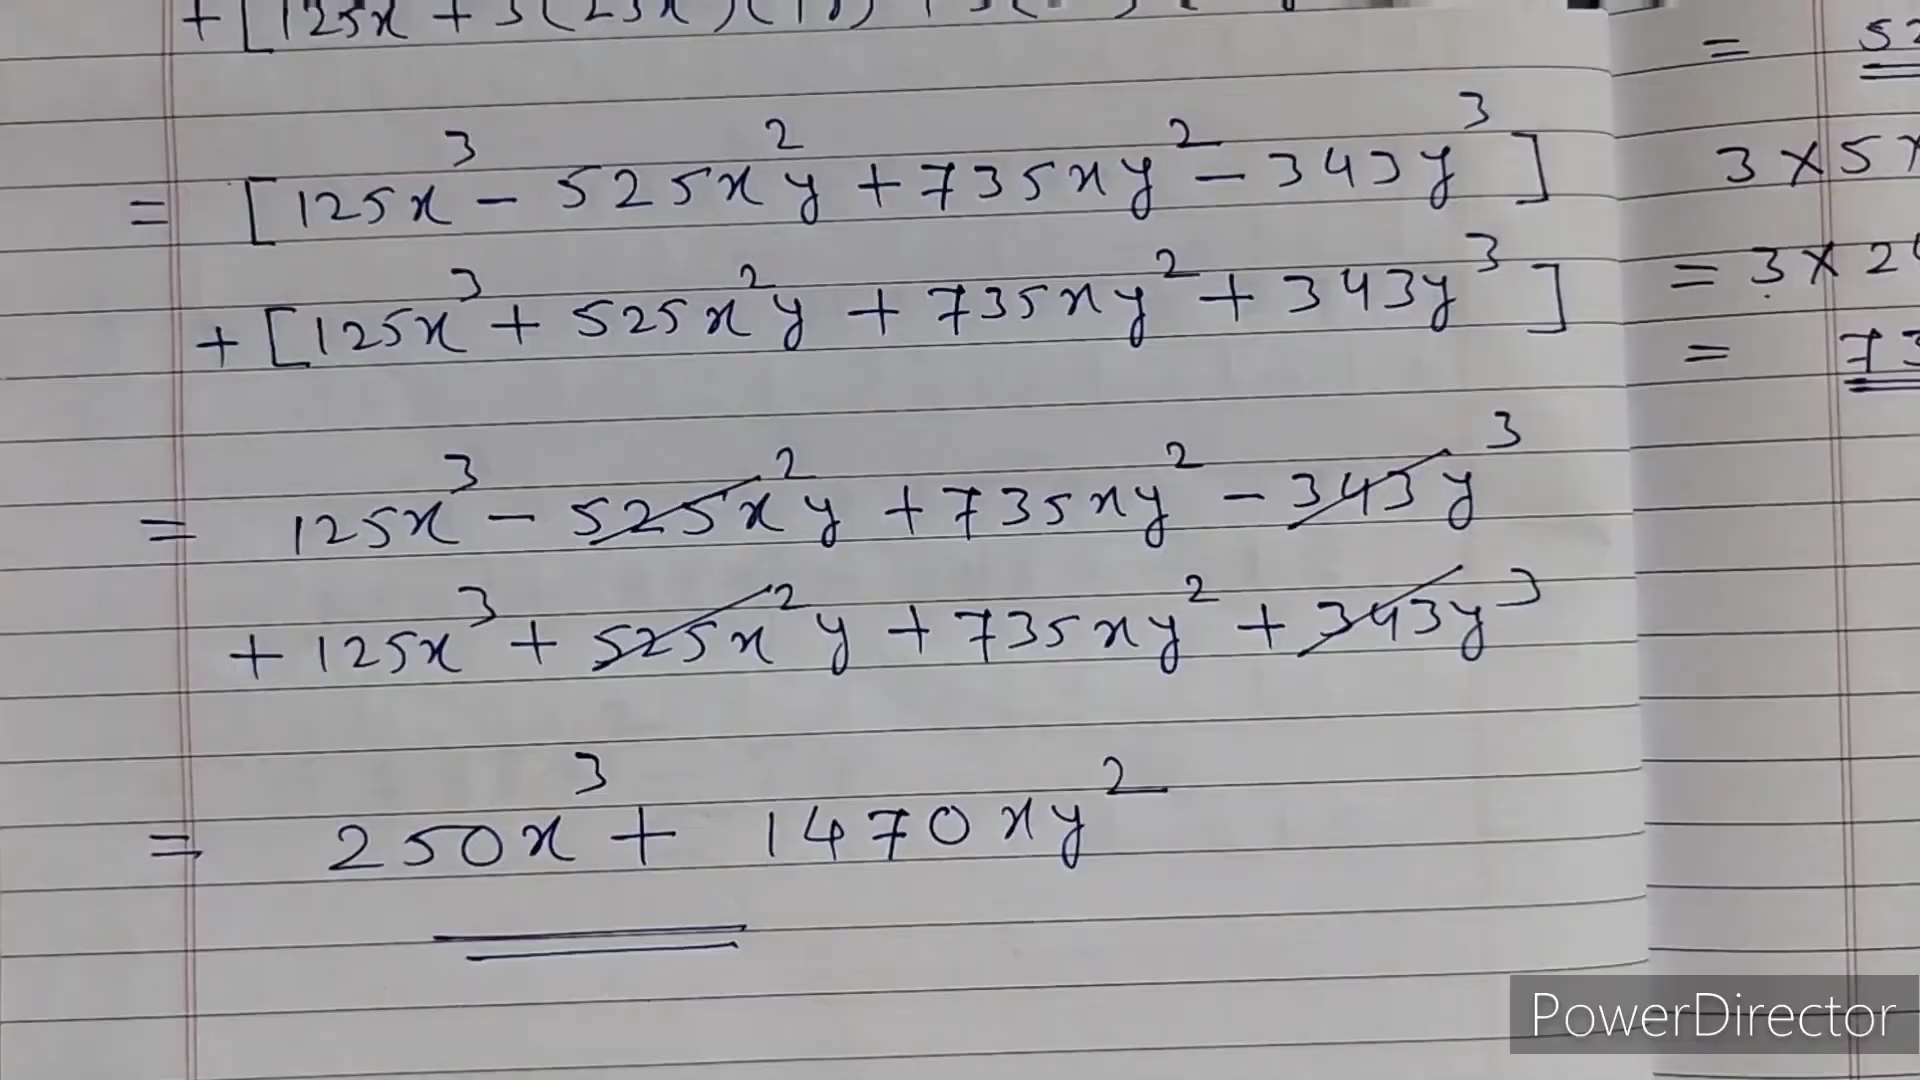 = [125x³ - 525x²y + 735xy² - 343y³]
+ [125x³ + 525x²y + 735xy² + 343y³]
= 125x³ - 525x²y + 735xy² - 343y³
+ 125x³ + 525x²y + 735xy² + 343y³
= 250x³ + 1470xy²
=
3 × 5
= 3 × 2
= 73
PowerDirector